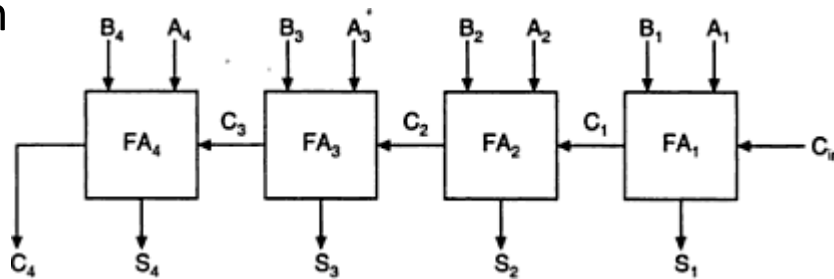 n
B₄ A₄ B₃ A₃ B₂ A₂ B₁ A₁
FA₄ C₃ FA₃ C₂ FA₂ C₁ FA₁ Cᵢₙ
C₄ S₄ S₃ S₂ S₁